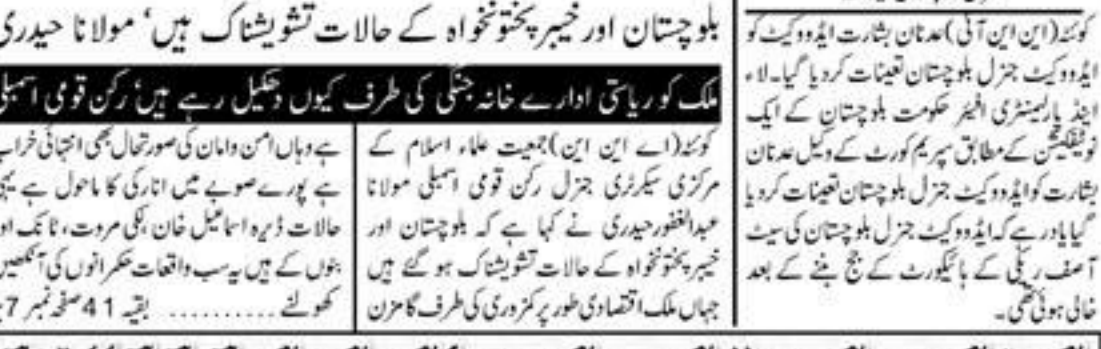 کوئٹہ(این این آئی)عدنان بشارت ایڈووکیٹ کو
ایڈووکیٹ جنرل بلوچستان تعینات کردیا گیا۔لاء
اینڈ پارلیمنٹری افیئر حکومت بلوچستان کے ایک
نوٹیفکیشن کے مطابق سپریم کورٹ کے وکیل عدنان
بشارت کو ایڈووکیٹ جنرل بلوچستان تعینات کردیا
گیا یاد رہے کہ ایڈووکیٹ جنرل بلوچستان کی سیٹ
آصف ریکی کے ہائیکورٹ کے جج بننے کے بعد
خالی ہوئی تھی۔
بلوچستان اور خیبر پختونخواہ کے حالات تشویشناک ہیں‘ مولانا حیدری
ملک کو ریاستی ادارے خانہ جنگی کی طرف کیوں دھکیل رہے ہیں‘ رکن قومی اسمبلی
کوئٹہ(اے این این)جمعیت علماء اسلام کے
مرکزی سیکرٹری جنرل رکن قومی اسمبلی مولانا
عبدالغفورحیدری نے کہا ہے کہ بلوچستان اور
خیبر پختونخواہ کے حالات تشویشناک ہو گئے ہیں
جہاں ملک اقتصادی طور پر کمزوری کی طرف گامزن
ہے وہاں امن وامان کی صورتحال بھی انتہائی خراب
ہے پورے صوبے میں انارکی کا ماحول ہے یہی
حالات ڈیرہ اسماعیل خان ،لکی مروت، ٹانک اور
بنوں کے ہیں یہ سب واقعات حکمرانوں کی آنکھیں
کھولنے .......... بقیہ 41 صفحہ نمبر 7